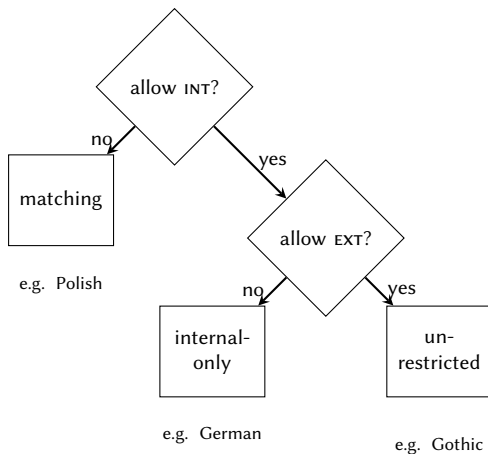 allow INT?
no
yes
matching
allow EXT?
e.g. Polish
no
yes
internal-
only
un-
restricted
e.g. German
e.g. Gothic